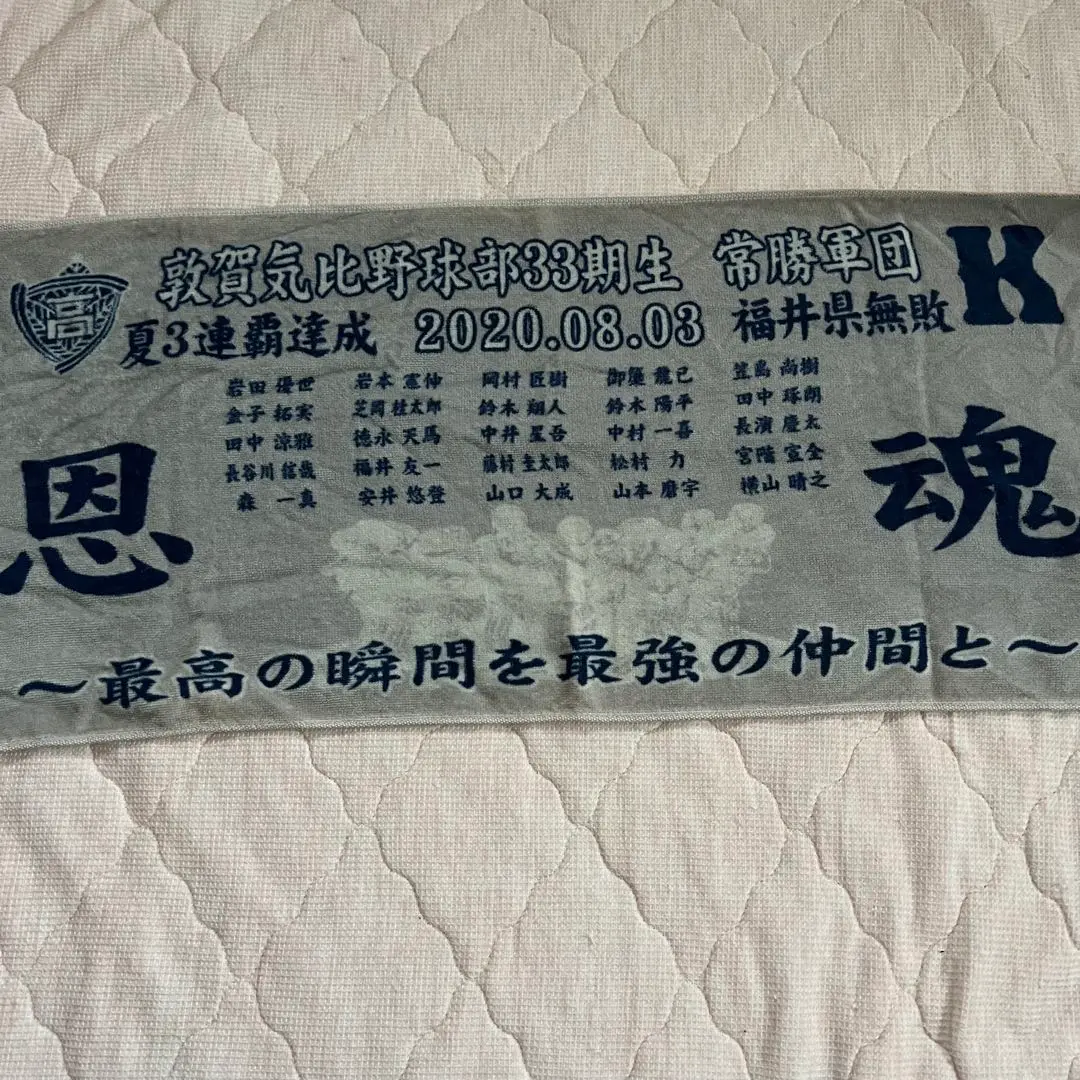 敦賀気比野球部33期生 常勝軍団 K
高
夏3連覇達成 2020.08.03 福井県無敗
岩田 優世 岩本 憲伸 岡村 匠樹 御簗 龍己 笠島 尚樹
金子 拓実 芝岡 桂太郎 鈴木 翔人 鈴木 陽平 田中 琢朗
田中 涼雅 徳永 天馬 中井 星吾 中村 一喜 長濱 慶太
長谷川 信哉 福井 友一 藤村 圭太郎 松村 力 宮階 宣全
森 一真 安井 悠登 山口 大成 山本 磨宇 横山 晴之
恩 魂
～最高の瞬間を最強の仲間と～